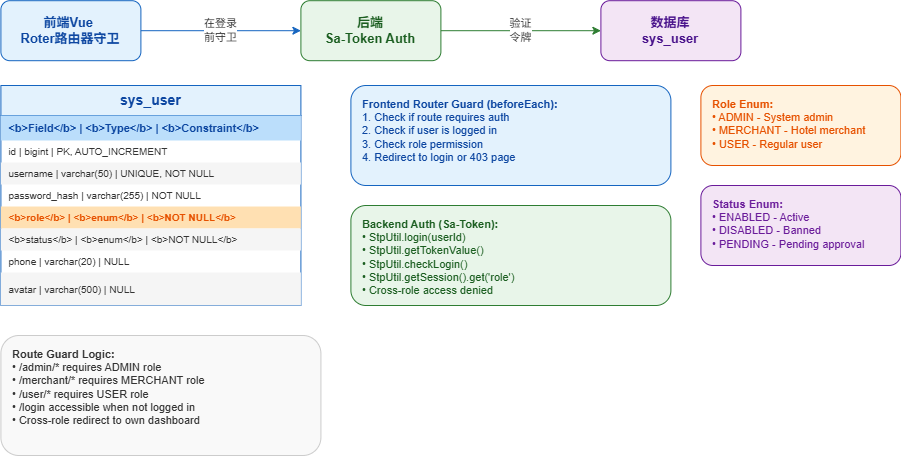 前端Vue
Roter路由器守卫
在登录
前守卫
后端
Sa-Token Auth
验证
令牌
数据库
sys_user
sys_user
<b>Field</b> | <b>Type</b> | <b>Constraint</b>
id | bigint | PK, AUTO_INCREMENT
username | varchar(50) | UNIQUE, NOT NULL
password_hash | varchar(255) | NOT NULL
<b>role</b> | <b>enum</b> | <b>NOT NULL</b>
<b>status</b> | <b>enum</b> | <b>NOT NULL</b>
phone | varchar(20) | NULL
avatar | varchar(500) | NULL
Frontend Router Guard (beforeEach):
1. Check if route requires auth
2. Check if user is logged in
3. Check role permission
4. Redirect to login or 403 page
Backend Auth (Sa-Token):
• StpUtil.login(userId)
• StpUtil.getTokenValue()
• StpUtil.checkLogin()
• StpUtil.getSession().get('role')
• Cross-role access denied
Role Enum:
• ADMIN - System admin
• MERCHANT - Hotel merchant
• USER - Regular user
Status Enum:
• ENABLED - Active
• DISABLED - Banned
• PENDING - Pending approval
Route Guard Logic:
• /admin/* requires ADMIN role
• /merchant/* requires MERCHANT role
• /user/* requires USER role
• /login accessible when not logged in
• Cross-role redirect to own dashboard